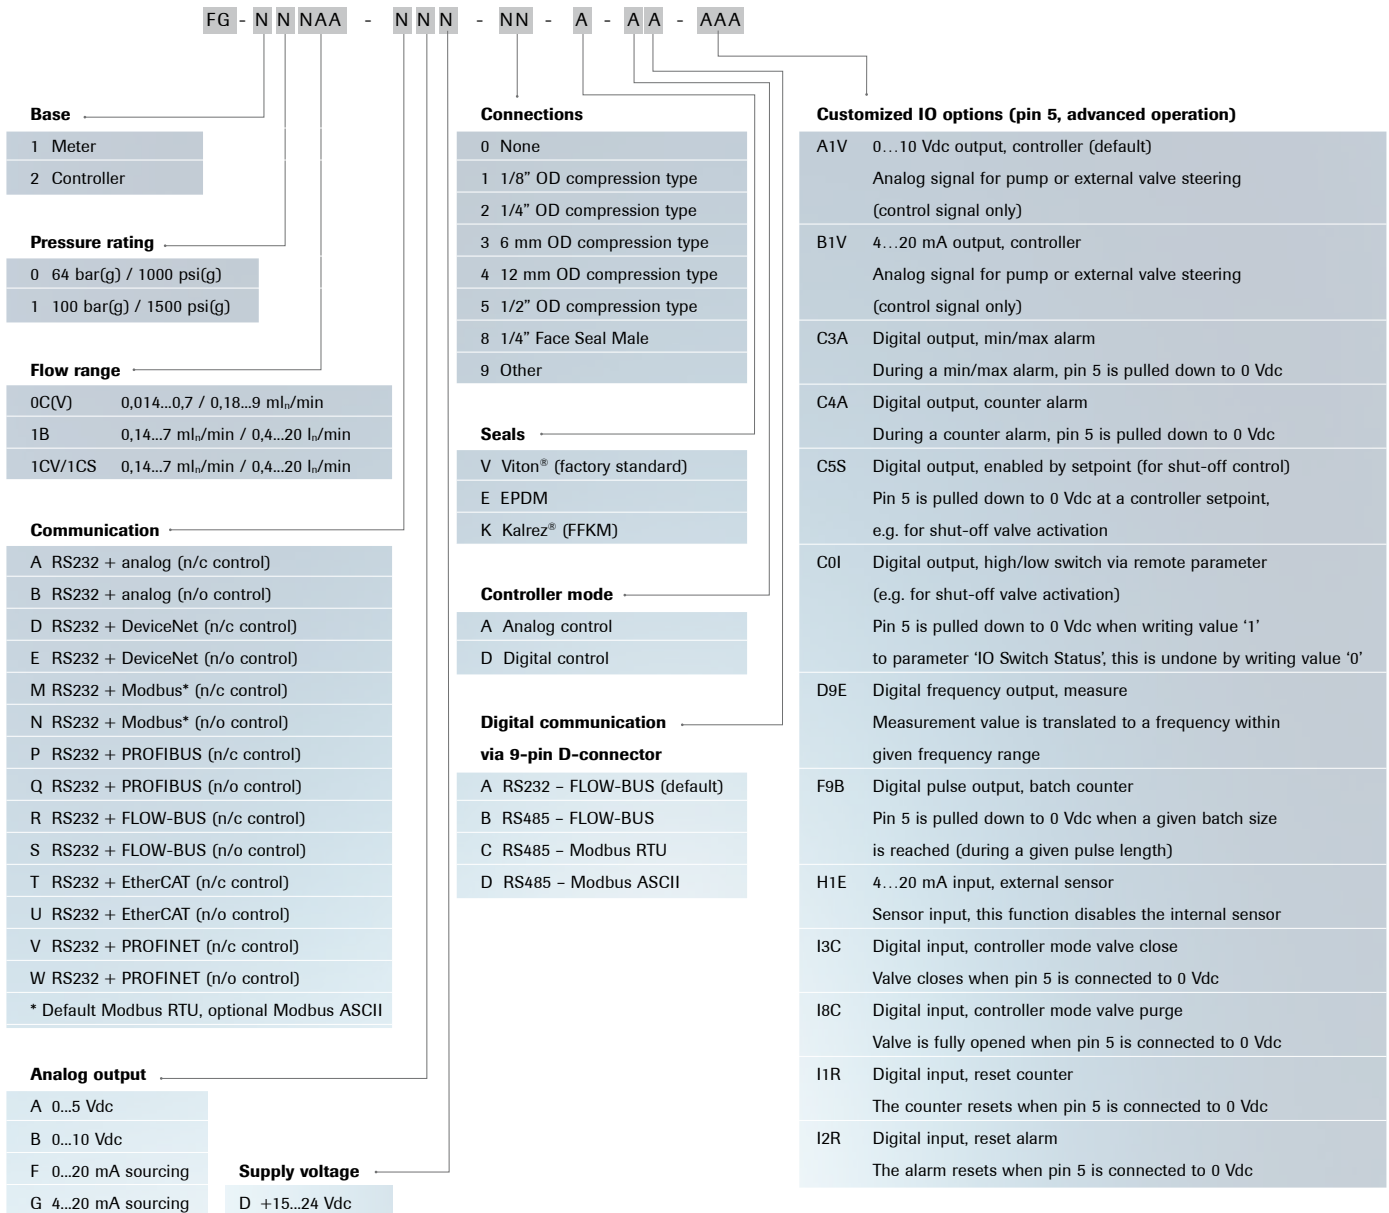 FG - N N NAA - N N N - NN - A - A A - AAA
Base
1 Meter
2 Controller
Pressure rating
0 64 bar(g) / 1000 psi(g)
1 100 bar(g) / 1500 psi(g)
Flow range
0C(V) 0,014...0,7 / 0,18...9 mlₙ/min
1B 0,14...7 mlₙ/min / 0,4...20 lₙ/min
1CV/1CS 0,14...7 mlₙ/min / 0,4...20 lₙ/min
Communication
A RS232 + analog (n/c control)
B RS232 + analog (n/o control)
D RS232 + DeviceNet (n/c control)
E RS232 + DeviceNet (n/o control)
M RS232 + Modbus* (n/c control)
N RS232 + Modbus* (n/o control)
P RS232 + PROFIBUS (n/c control)
Q RS232 + PROFIBUS (n/o control)
R RS232 + FLOW-BUS (n/c control)
S RS232 + FLOW-BUS (n/o control)
T RS232 + EtherCAT (n/c control)
U RS232 + EtherCAT (n/o control)
V RS232 + PROFINET (n/c control)
W RS232 + PROFINET (n/o control)
* Default Modbus RTU, optional Modbus ASCII
Analog output
A 0...5 Vdc
B 0...10 Vdc
F 0...20 mA sourcing
G 4...20 mA sourcing
Supply voltage
D +15...24 Vdc
Connections
0 None
1 1/8” OD compression type
2 1/4” OD compression type
3 6 mm OD compression type
4 12 mm OD compression type
5 1/2” OD compression type
8 1/4” Face Seal Male
9 Other
Seals
V Viton® (factory standard)
E EPDM
K Kalrez® (FFKM)
Controller mode
A Analog control
D Digital control
Digital communication
via 9-pin D-connector
A RS232 – FLOW-BUS (default)
B RS485 – FLOW-BUS
C RS485 – Modbus RTU
D RS485 – Modbus ASCII
Customized IO options (pin 5, advanced operation)
A1V 0…10 Vdc output, controller (default)
Analog signal for pump or external valve steering
(control signal only)
B1V 4…20 mA output, controller
Analog signal for pump or external valve steering
(control signal only)
C3A Digital output, min/max alarm
During a min/max alarm, pin 5 is pulled down to 0 Vdc
C4A Digital output, counter alarm
During a counter alarm, pin 5 is pulled down to 0 Vdc
C5S Digital output, enabled by setpoint (for shut-off control)
Pin 5 is pulled down to 0 Vdc at a controller setpoint,
e.g. for shut-off valve activation
C0I Digital output, high/low switch via remote parameter
(e.g. for shut-off valve activation)
Pin 5 is pulled down to 0 Vdc when writing value ‘1’
to parameter ‘IO Switch Status’, this is undone by writing value ‘0’
D9E Digital frequency output, measure
Measurement value is translated to a frequency within
given frequency range
F9B Digital pulse output, batch counter
Pin 5 is pulled down to 0 Vdc when a given batch size
is reached (during a given pulse length)
H1E 4…20 mA input, external sensor
Sensor input, this function disables the internal sensor
I3C Digital input, controller mode valve close
Valve closes when pin 5 is connected to 0 Vdc
I8C Digital input, controller mode valve purge
Valve is fully opened when pin 5 is connected to 0 Vdc
I1R Digital input, reset counter
The counter resets when pin 5 is connected to 0 Vdc
I2R Digital input, reset alarm
The alarm resets when pin 5 is connected to 0 Vdc